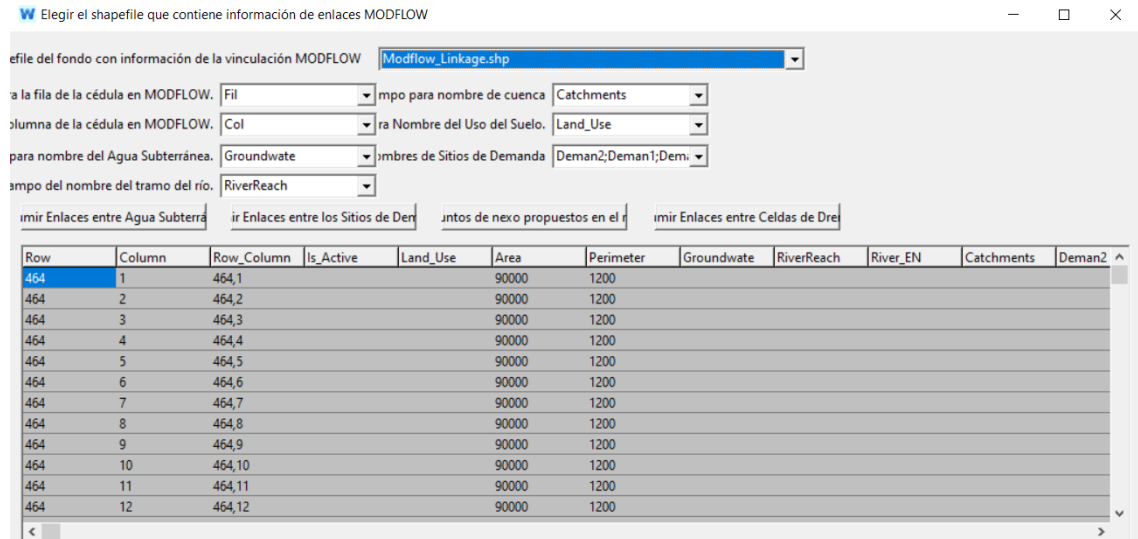 W Elegir el shapefile que contiene información de enlaces MODFLOW
efile del fondo con información de la vinculación MODFLOW Modflow_Linkage.shp
a la fila de la cédula en MODFLOW. Fil mpo para nombre de cuenca Catchments
olumna de la cédula en MODFLOW. Col ra Nombre del Uso del Suelo. Land_Use
para nombre del Agua Subterránea. Groundwate ombres de Sitios de Demanda Deman2;Deman1;Dema
ampo del nombre del tramo del río. RiverReach
imir Enlaces entre Agua Subterrá ir Enlaces entre los Sitios de Den untos de nexo propuestos en el r imir Enlaces entre Celdas de Dren
Row Column Row_Column Is_Active Land_Use Area Perimeter Groundwate RiverReach River_EN Catchments Deman2
464 1 464,1 90000 1200
464 2 464,2 90000 1200
464 3 464,3 90000 1200
464 4 464,4 90000 1200
464 5 464,5 90000 1200
464 6 464,6 90000 1200
464 7 464,7 90000 1200
464 8 464,8 90000 1200
464 9 464,9 90000 1200
464 10 464,10 90000 1200
464 11 464,11 90000 1200
464 12 464,12 90000 1200